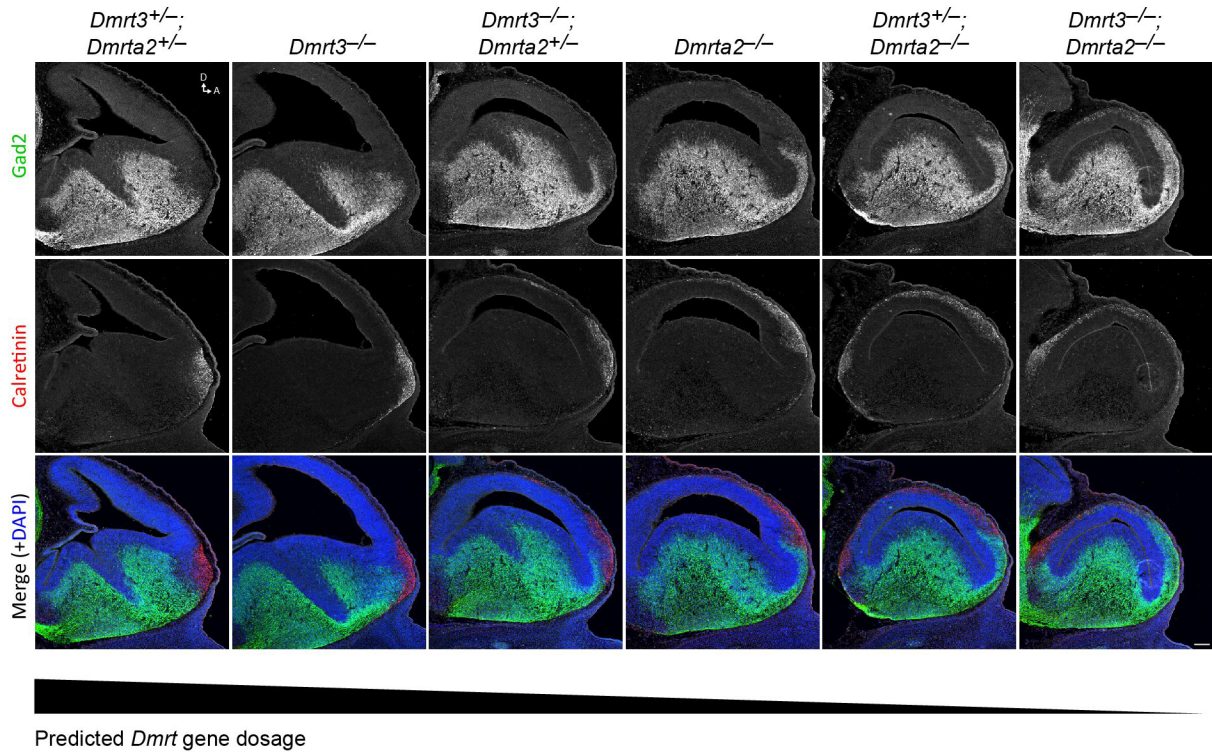 Dmrt3+/–;
Dmrta2+/–
Dmrt3–/–
Dmrt3–/–;
Dmrta2+/–
Dmrta2–/–
Dmrt3+/–;
Dmrta2–/–
Dmrt3–/–;
Dmrta2–/–
D
A
Gad2
Calretinin
Merge (+DAPI)
Predicted Dmrt gene dosage